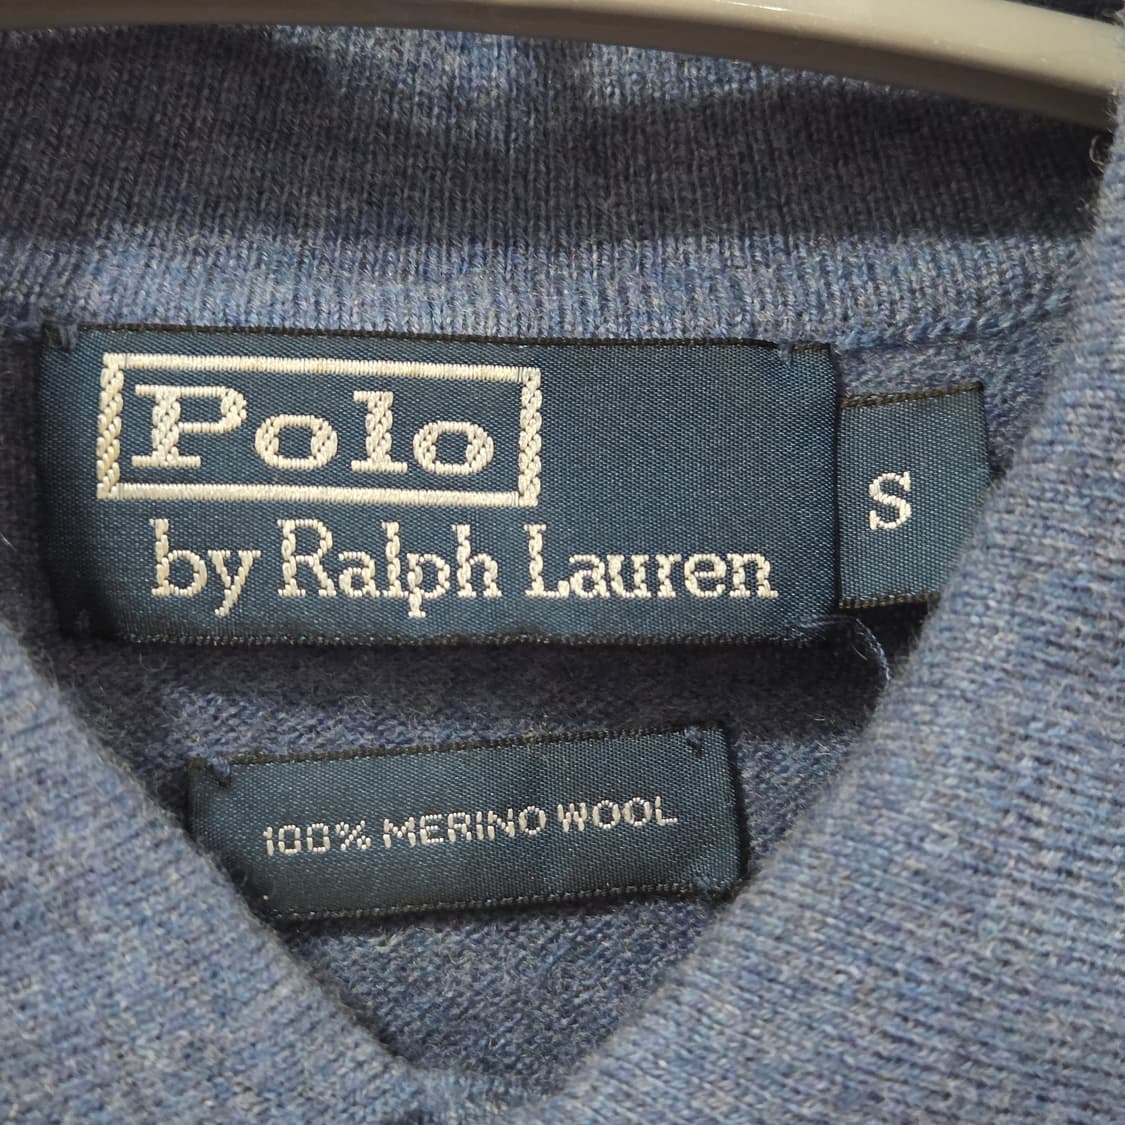 Polo
by Ralph Lauren
S
100% MERINO WOOL